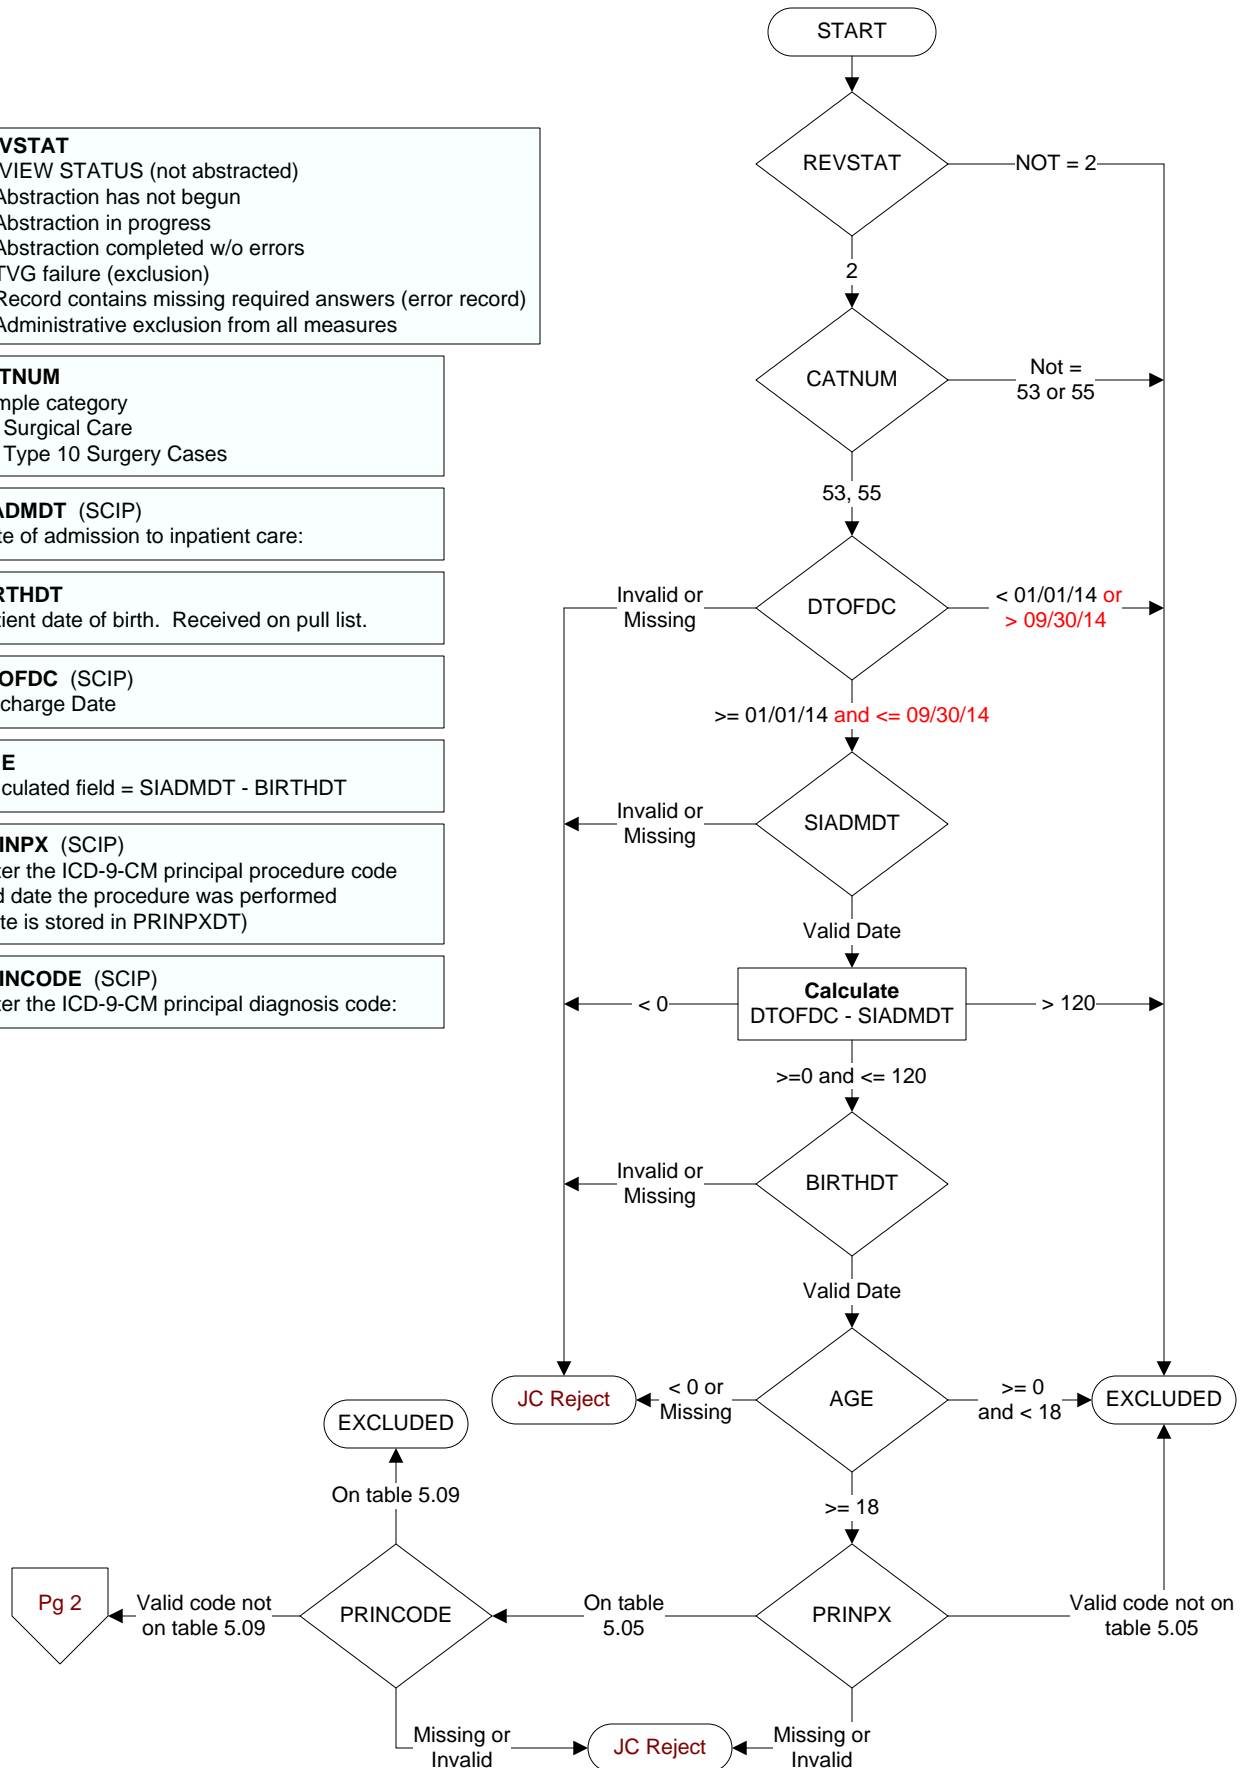 START
REVSTAT
NOT = 2
2
CATNUM
Not =
53 or 55
53, 55
DTOFDC
Invalid or
Missing
< 01/01/14 or
> 09/30/14
>= 01/01/14 and <= 09/30/14
SIADMDT
Invalid or
Missing
Valid Date
Calculate
DTOFDC - SIADMDT
< 0
> 120
>=0 and <= 120
BIRTHDT
Invalid or
Missing
Valid Date
AGE
< 0 or
Missing
JC Reject
>= 0
and < 18
EXCLUDED
>= 18
PRINPX
Valid code not on
table 5.05
On table
5.05
Missing or
Invalid
JC Reject
PRINCODE
On table 5.09
EXCLUDED
Valid code not
on table 5.09
Pg 2
Missing or
Invalid
VSTAT
VIEW STATUS (not abstracted)
Abstraction has not begun
Abstraction in progress
Abstraction completed w/o errors
TVG failure (exclusion)
Record contains missing required answers (error record)
Administrative exclusion from all measures
TNUM
mple category
Surgical Care
Type 10 Surgery Cases
ADMDT (SCIP)
te of admission to inpatient care:
RTHDT
tient date of birth. Received on pull list.
OFDC (SCIP)
charge Date
E
lculated field = SIADMDT - BIRTHDT
INPX (SCIP)
ter the ICD-9-CM principal procedure code
d date the procedure was performed
te is stored in PRINPXDT)
INCODE (SCIP)
ter the ICD-9-CM principal diagnosis code: